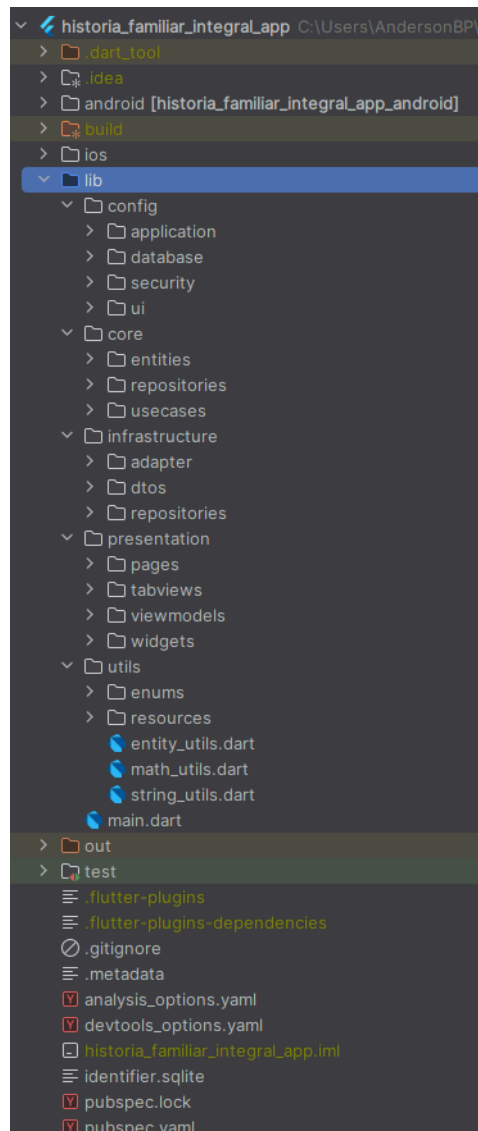 historia_familiar_integral_app C:\Users\AndersonBP\
.dart_tool
.idea
android [historia_familiar_integral_app_android]
build
ios
lib
config
application
database
security
ui
core
entities
repositories
usecases
infrastructure
adapter
dtos
repositories
presentation
pages
tabviews
viewmodels
widgets
utils
enums
resources
entity_utils.dart
math_utils.dart
string_utils.dart
main.dart
out
test
.flutter-plugins
.flutter-plugins-dependencies
.gitignore
.metadata
analysis_options.yaml
devtools_options.yaml
historia_familiar_integral_app.iml
identifier.sqlite
pubspec.lock
pubspec.yaml